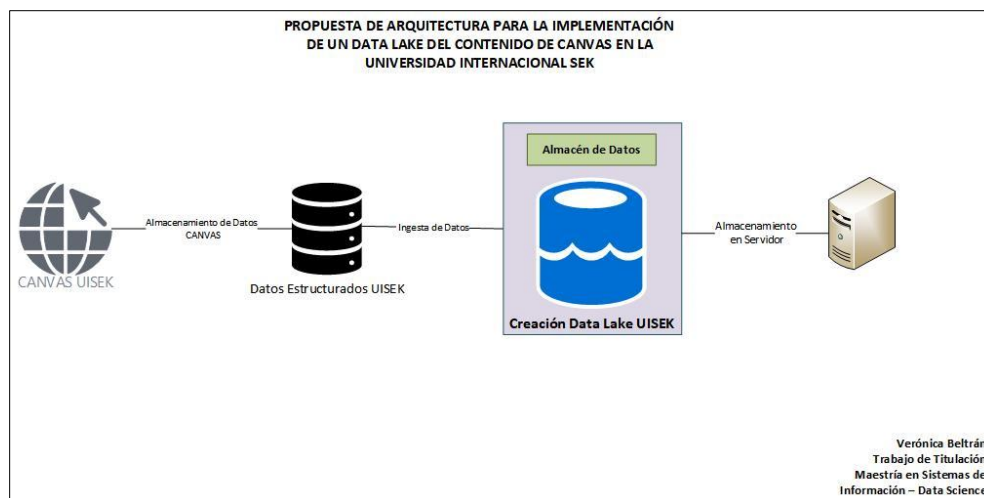 PROPUESTA DE ARQUITECTURA PARA LA IMPLEMENTACIÓN
DE UN DATA LAKE DEL CONTENIDO DE CANVAS EN LA
UNIVERSIDAD INTERNACIONAL SEK
Almacén de Datos
Almacenamiento de Datos
CANVAS
Ingesta de Datos
Almacenamiento
en Servidor
CANVAS UISEK
Datos Estructurados UISEK
Creación Data Lake UISEK
Verónica Beltrán
Trabajo de Titulación
Maestría en Sistemas de
Información – Data Science